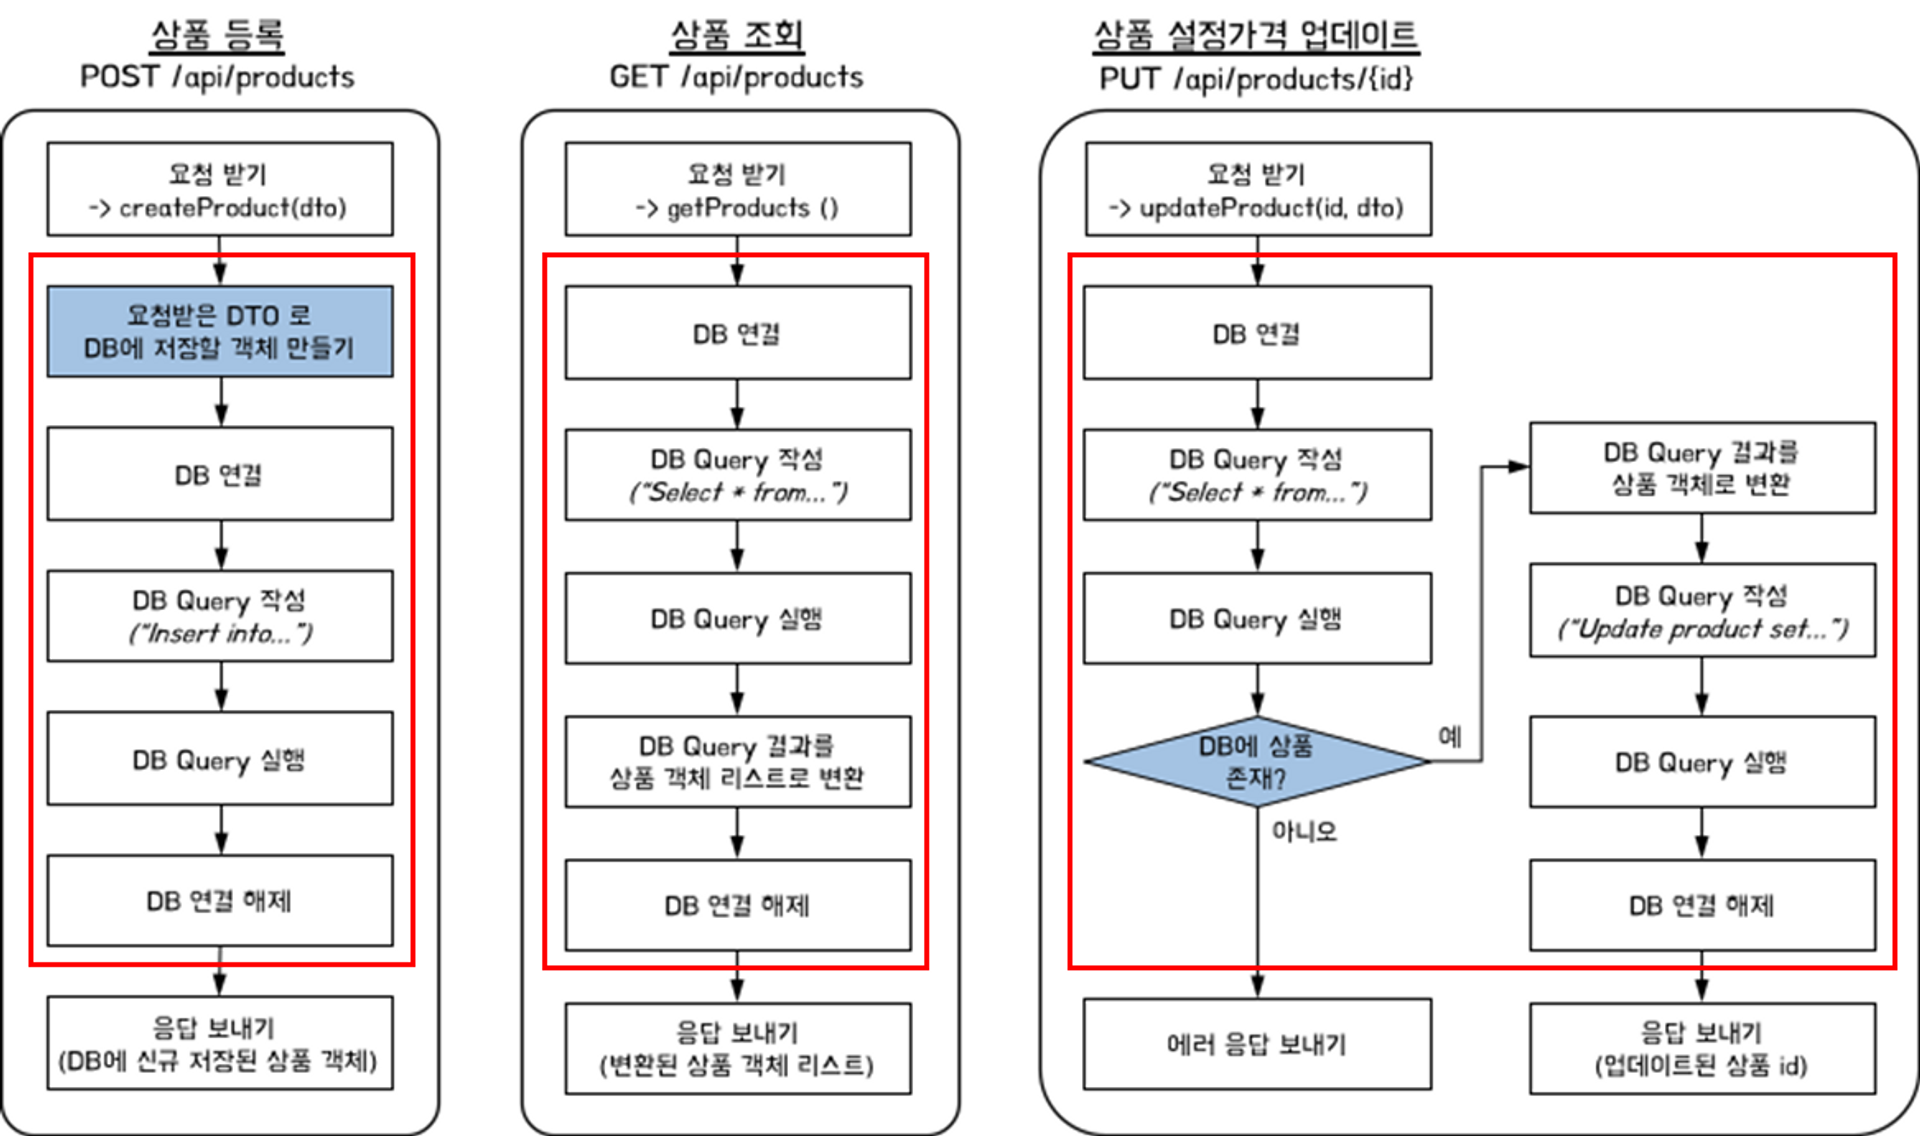 상품 등록
POST /api/products
요청 받기
-> createProduct(dto)
요청받은 DTO 로
DB에 저장할 객체 만들기
DB 연결
DB Query 작성
("Insert into...")
DB Query 실행
DB 연결 해제
응답 보내기
(DB에 신규 저장된 상품 객체)
상품 조회
GET /api/products
요청 받기
-> getProducts ()
DB 연결
DB Query 작성
("Select * from...")
DB Query 실행
DB Query 결과를
상품 객체 리스트로 변환
DB 연결 해제
응답 보내기
(변환된 상품 객체 리스트)
상품 설정가격 업데이트
PUT /api/products/{id}
요청 받기
-> updateProduct(id, dto)
DB 연결
DB Query 작성
("Select * from...")
DB Query 실행
DB에 상품
존재?
예
아니오
에러 응답 보내기
DB Query 결과를
상품 객체로 변환
DB Query 작성
("Update product set...")
DB Query 실행
DB 연결 해제
응답 보내기
(업데이트된 상품 id)